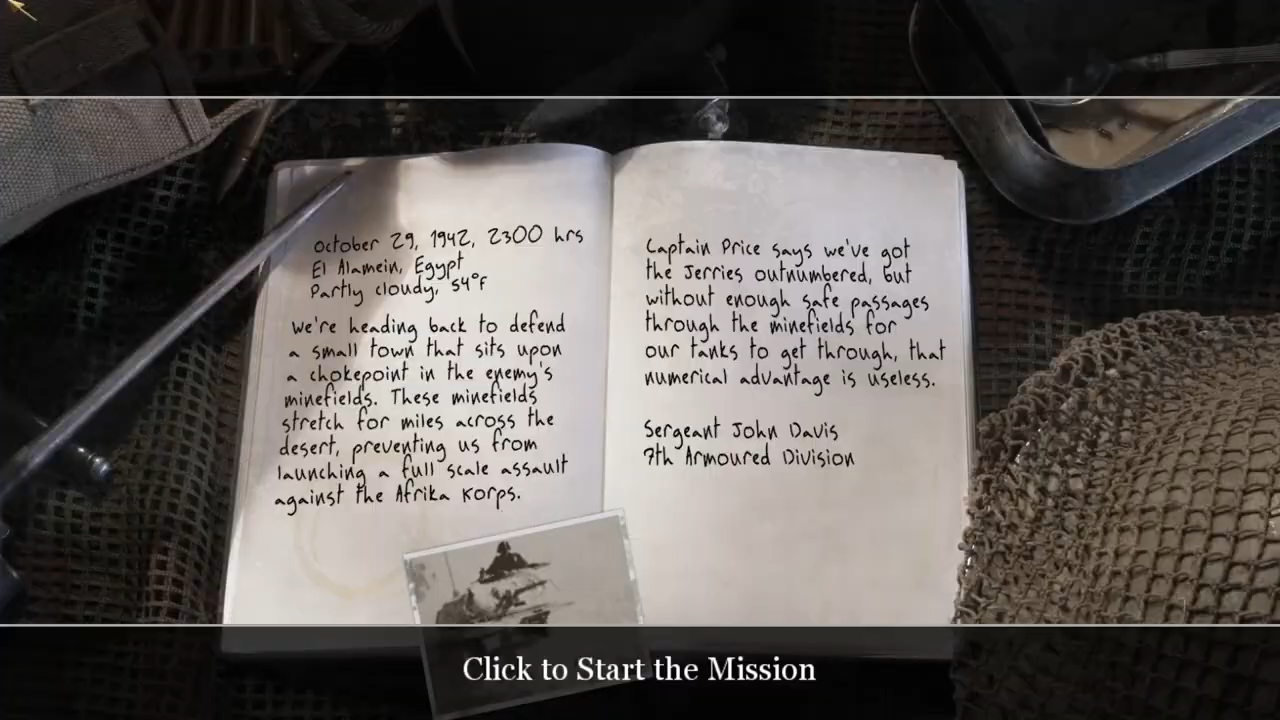 October 29, 1942, 2300 hrs
El Alamein, Egypt
Partly cloudy, 54°F
We're heading back to defend
a small town that sits upon
a chokepoint in the enemy's
minefields. These minefields
stretch for miles across the
desert, preventing us from
launching a full scale assault
against the Afrika Korps.
Captain Price says we've got
the Jerries outnumbered, but
without enough safe passages
through the minefields for
our tanks to get through, that
numerical advantage is useless.
Sergeant John Davis
7th Armoured Division
Click to Start the Mission